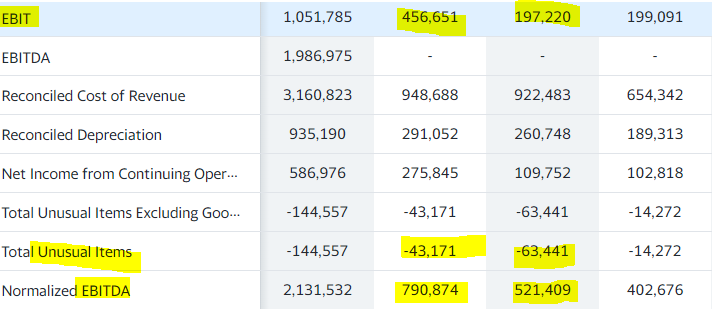 EBIT 1,051,785 456,651 197,220 199,091
EBITDA 1,986,975 - - -
Reconciled Cost of Revenue 3,160,823 948,688 922,483 654,342
Reconciled Depreciation 935,190 291,052 260,748 189,313
Net Income from Continuing Oper... 586,976 275,845 109,752 102,818
Total Unusual Items Excluding Goo... -144,557 -43,171 -63,441 -14,272
Total Unusual Items -144,557 -43,171 -63,441 -14,272
Normalized EBITDA 2,131,532 790,874 521,409 402,676